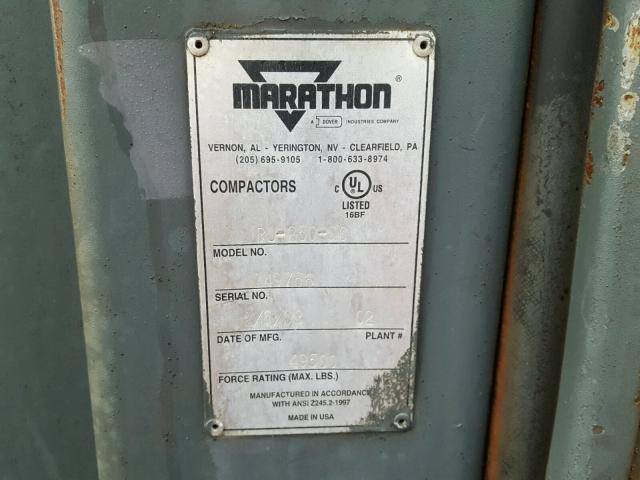 MARATHON ®
A DOVER INDUSTRIES COMPANY
VERNON, AL - YERINGTON, NV - CLEARFIELD, PA
(205) 695-9105 1-800-633-8974
COMPACTORS
C UL US
LISTED
16BF
MODEL NO.
SERIAL NO.
02
DATE OF MFG. PLANT #
FORCE RATING (MAX. LBS.)
MANUFACTURED IN ACCORDANCE
WITH ANSI Z245.2-1997
MADE IN USA